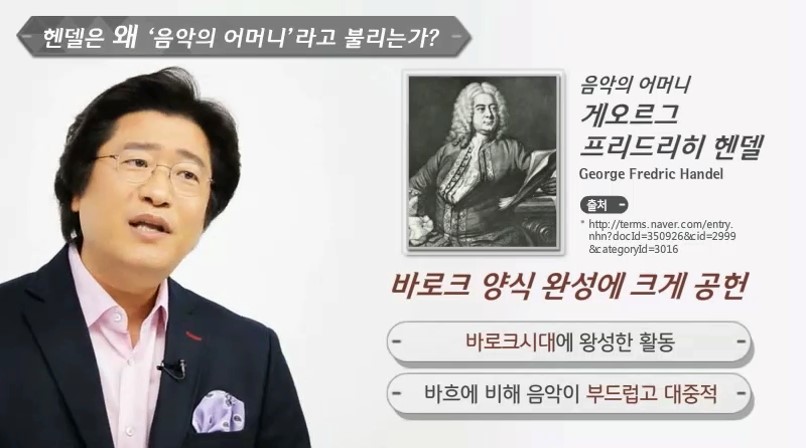 헨델은 왜 ‘음악의 어머니’라고 불리는가?
음악의 어머니
게오르그
프리드리히 헨델
George Fredric Handel
출처
* http://terms.naver.com/entry.
nhn?docId=350926&cid=2999
&categoryId=3016
바로크 양식 완성에 크게 공헌
바로크시대에 왕성한 활동
바흐에 비해 음악이 부드럽고 대중적